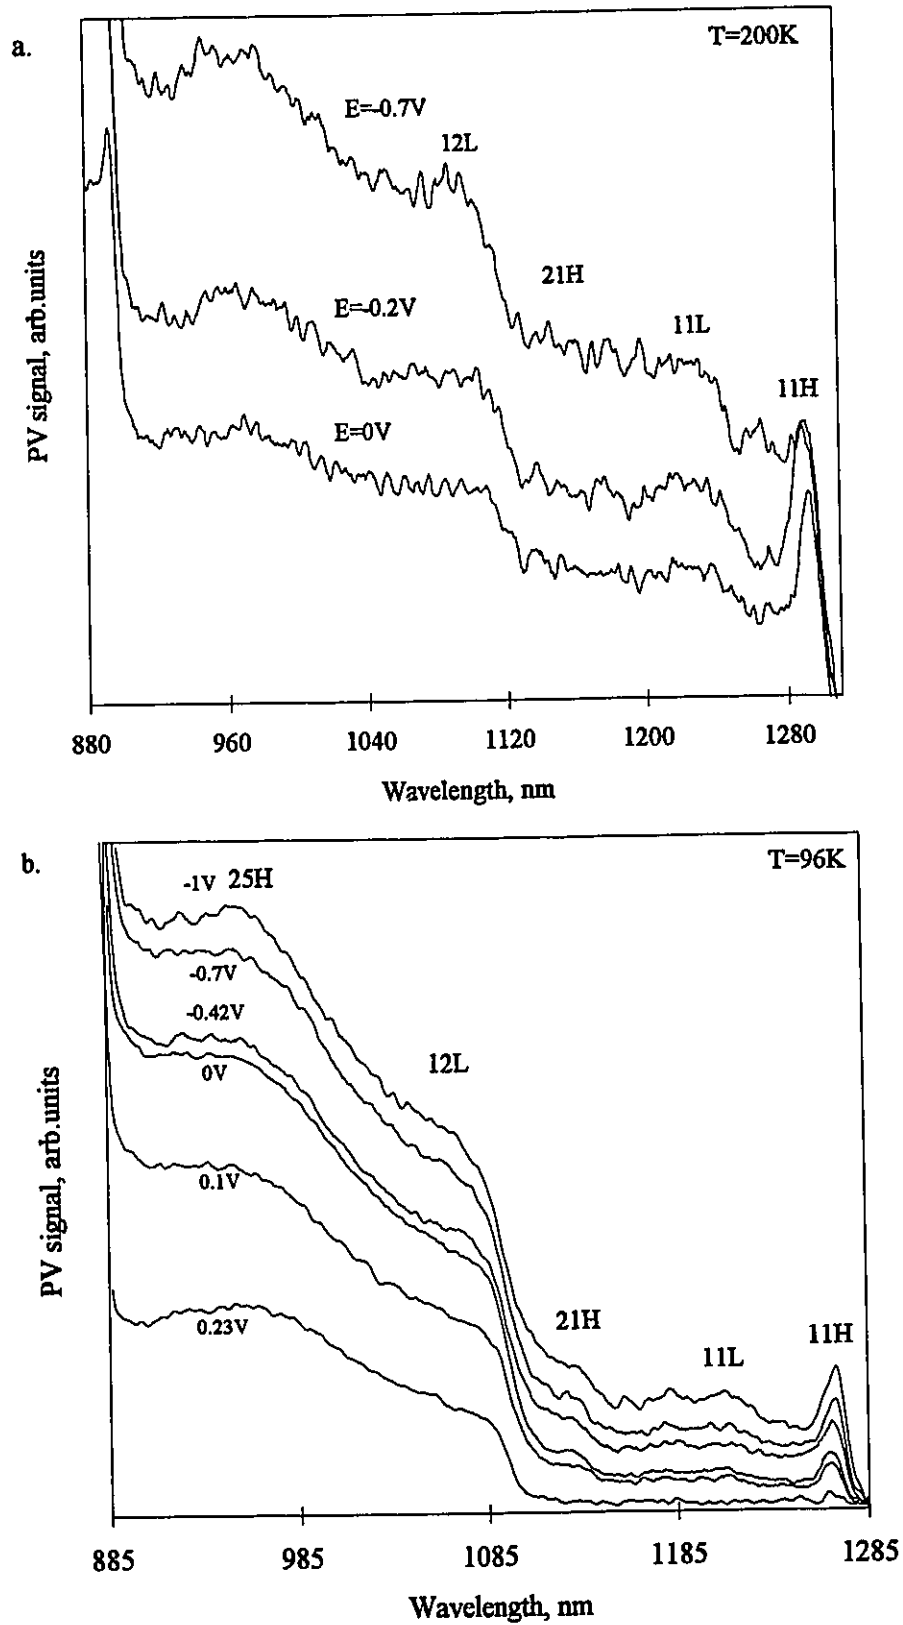 a.
T=200K
E=-0.7V
12L
21H
E=-0.2V
11L
11H
E=0V
PV signal, arb.units
880 960 1040 1120 1200 1280
Wavelength, nm
b.
T=96K
-1V 25H
-0.7V
-0.42V
12L
0V
PV signal, arb.units
0.1V
21H
0.23V
11H
11L
885 985 1085 1185 1285
Wavelength, nm